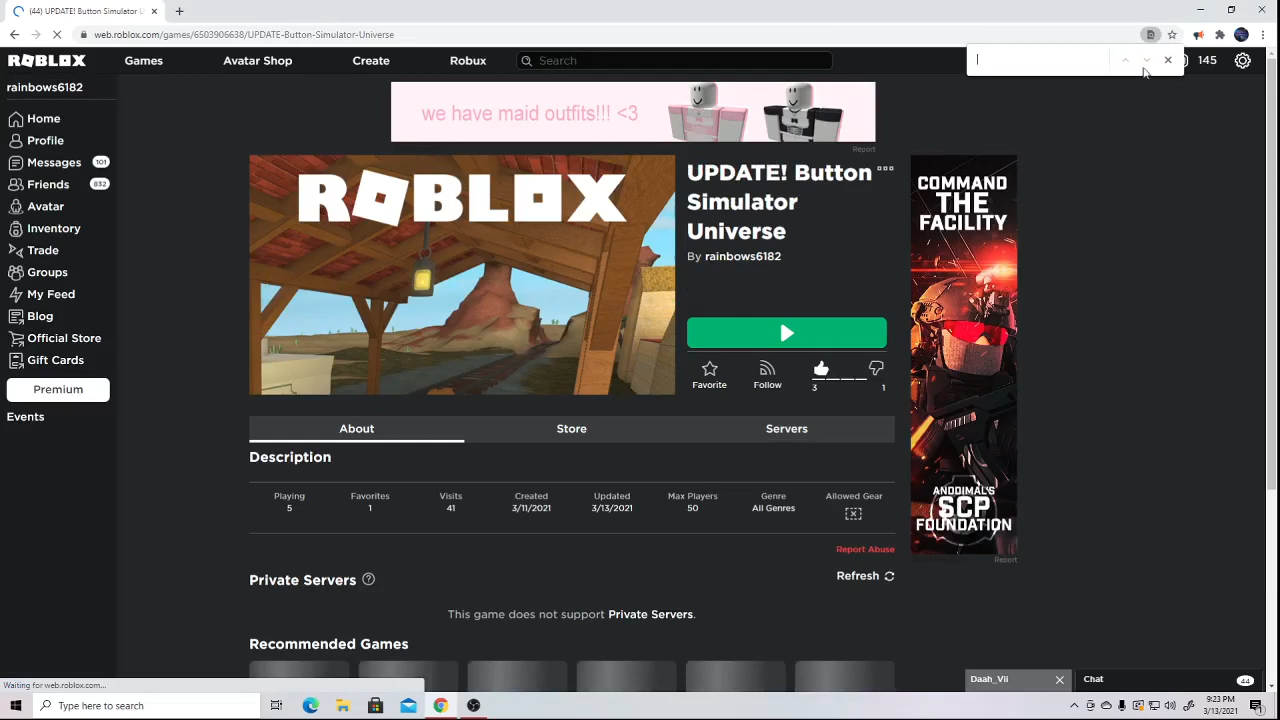 (44) UPDATE! Button Simulator U
web.roblox.com/games/6503906638/UPDATE-Button-Simulator-Universe
ROBLOX
Games
Avatar Shop
Create
Robux
Search
145
rainbows6182
Home
Profile
Messages 101
Friends 832
Avatar
Inventory
Trade
Groups
My Feed
Blog
Official Store
Gift Cards
Premium
Events
we have maid outfits!!! <3
Report
ROBLOX
UPDATE! Button
Simulator
Universe
By rainbows6182
Favorite
Follow
3
1
COMMAND
THE
FACILITY
ANDDIMAL'S
SCP
FOUNDATION
Report
About
Store
Servers
Description
Playing
5
Favorites
1
Visits
41
Created
3/11/2021
Updated
3/13/2021
Max Players
50
Genre
All Genres
Allowed Gear
Report Abuse
Private Servers
Refresh
This game does not support Private Servers.
Recommended Games
Daah_Vii
Chat
44
Waiting for web.roblox.com...
Type here to search
9:23 PM
3/13/2021